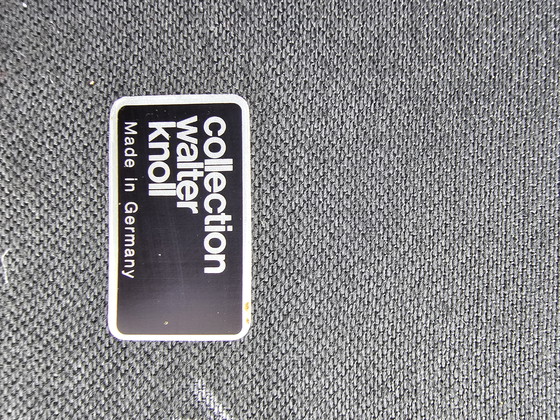 collection
walter
knoll
Made in Germany